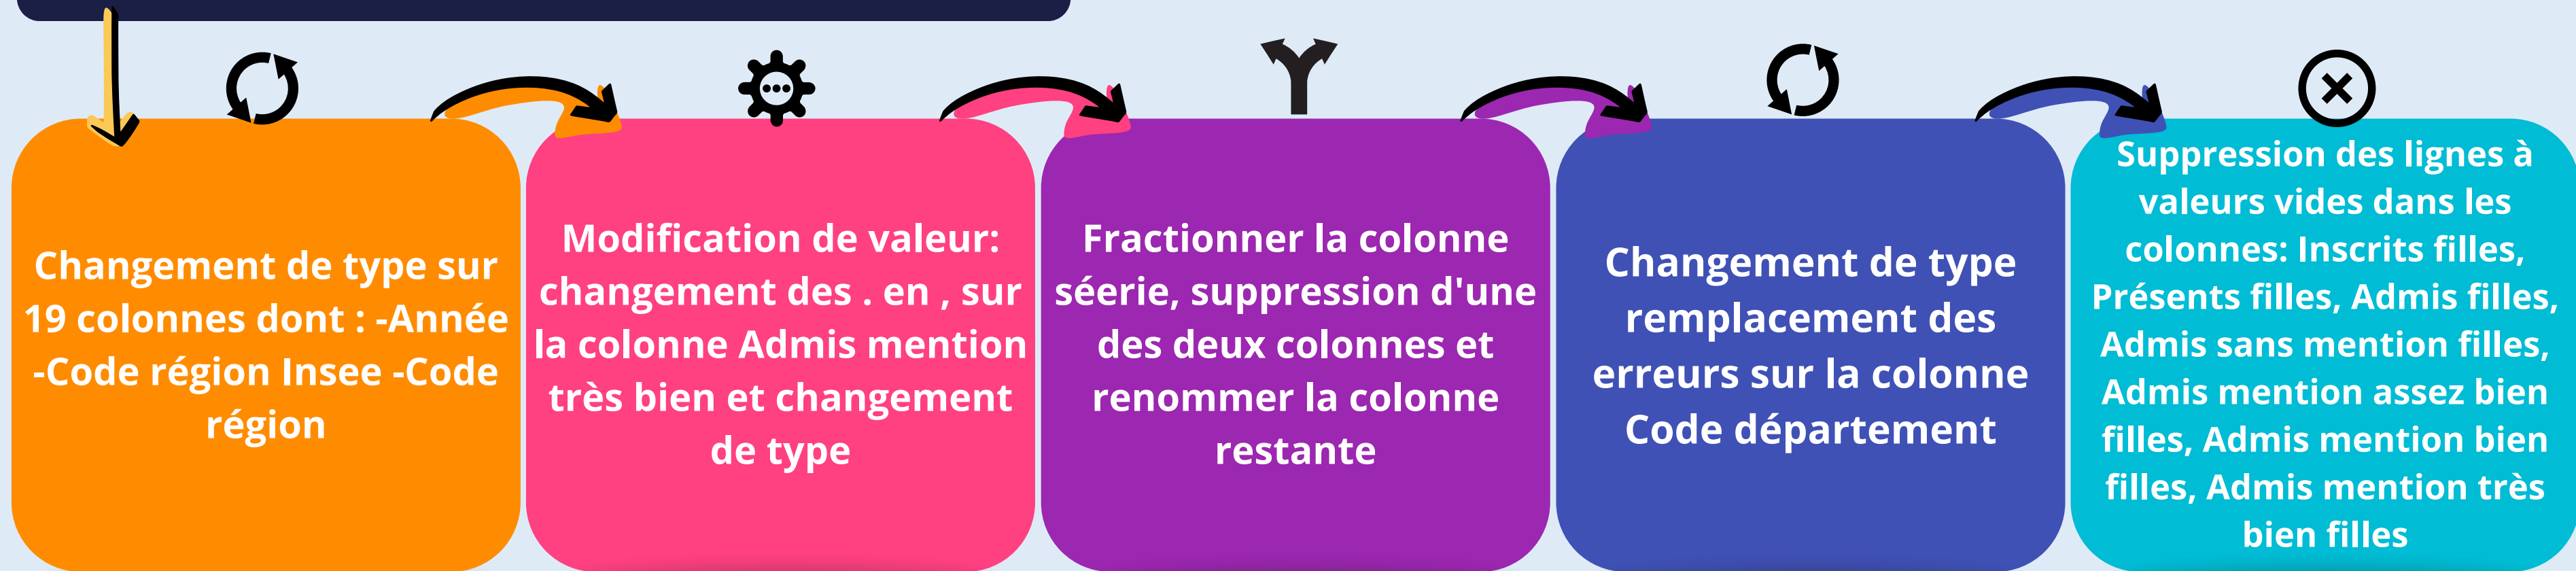 Changement de type sur
19 colonnes dont : -Année
-Code région Insee -Code
région
Modification de valeur:
changement des . en , sur
la colonne Admis mention
très bien et changement
de type
Fractionner la colonne
séerie, suppression d'une
des deux colonnes et
renommer la colonne
restante
Changement de type
remplacement des
erreurs sur la colonne
Code département
Suppression des lignes à
valeurs vides dans les
colonnes: Inscrits filles,
Présents filles, Admis filles,
Admis sans mention filles,
Admis mention assez bien
filles, Admis mention bien
filles, Admis mention très
bien filles